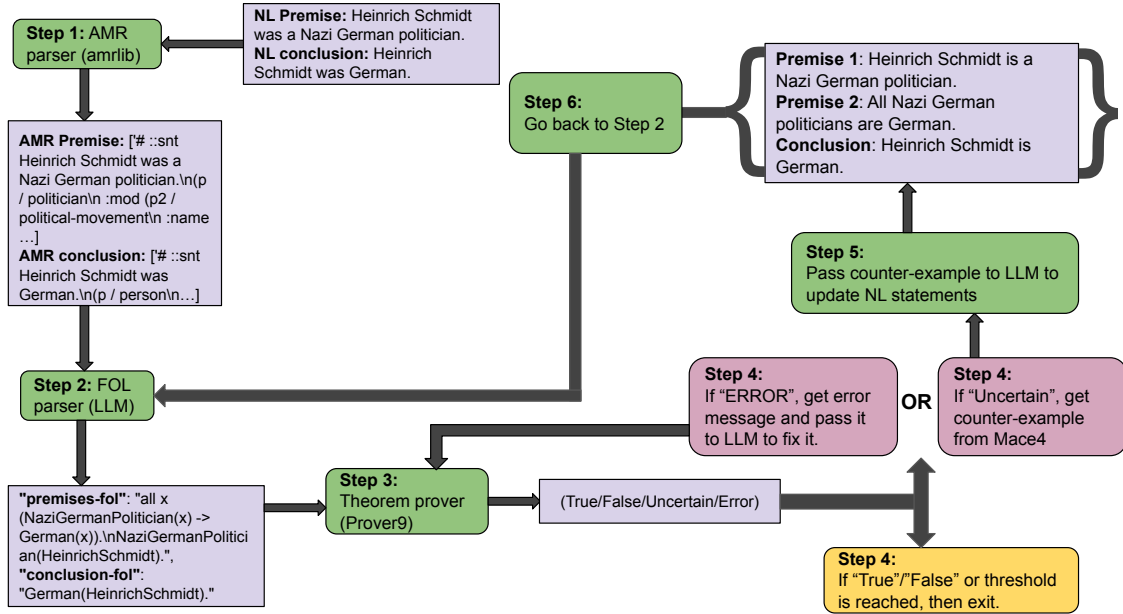 Step 1: AMR
parser (amrlib)
NL Premise: Heinrich Schmidt
was a Nazi German politician.
NL conclusion: Heinrich
Schmidt was German.
AMR Premise: ['# ::snt
Heinrich Schmidt was a
Nazi German politician.\n(p
/ politician\n :mod (p2 /
political-movement\n :name
…]
AMR conclusion: ['# ::snt
Heinrich Schmidt was
German.\n(p / person\n…]
Step 2: FOL
parser (LLM)
"premises-fol": "all x
(NaziGermanPolitician(x) ->
German(x)).\nNaziGermanPolitici
an(HeinrichSchmidt).",
"conclusion-fol":
"German(HeinrichSchmidt)."
Step 3:
Theorem prover
(Prover9)
(True/False/Uncertain/Error)
Step 4:
If “ERROR”, get error
message and pass it
to LLM to fix it.
OR
Step 4:
If “Uncertain”, get
counter-example
from Mace4
Step 4:
If “True”/”False” or threshold
is reached, then exit.
Step 5:
Pass counter-example to LLM to
update NL statements
Premise 1: Heinrich Schmidt is a
Nazi German politician.
Premise 2: All Nazi German
politicians are German.
Conclusion: Heinrich Schmidt is
German.
Step 6:
Go back to Step 2